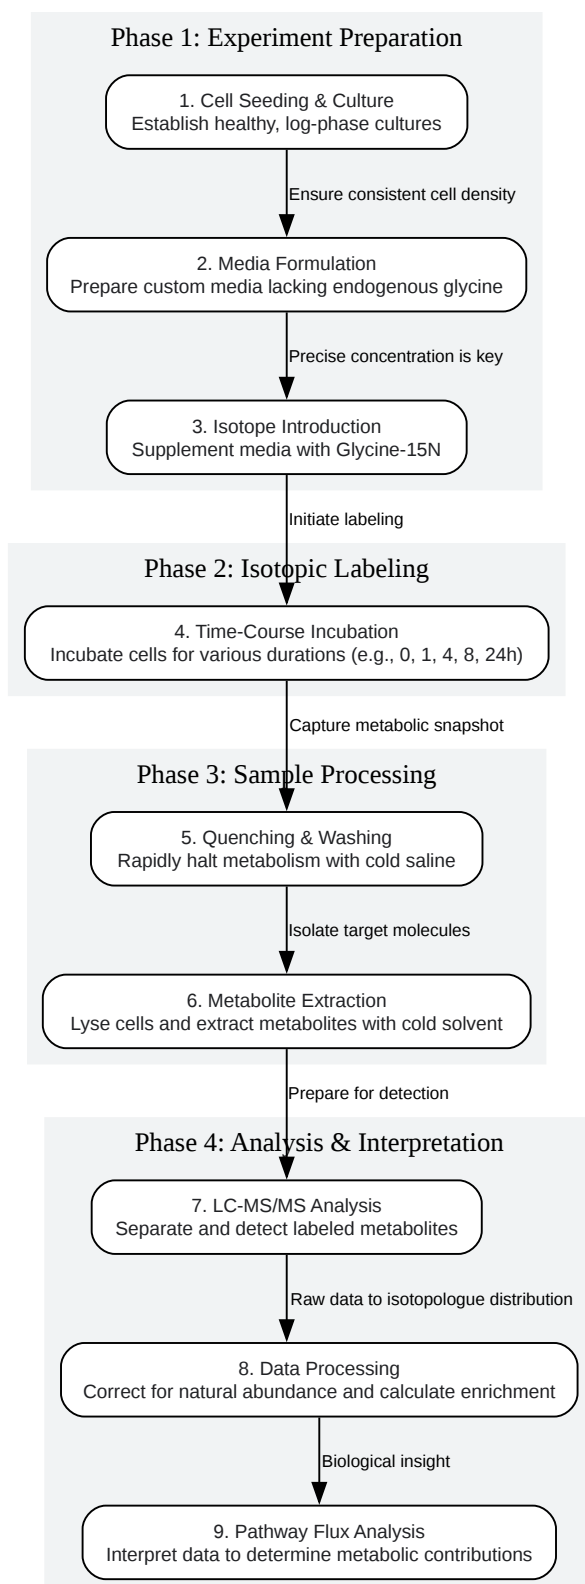 Phase 1: Experiment Preparation
1. Cell Seeding & Culture
Establish healthy, log-phase cultures
Ensure consistent cell density
2. Media Formulation
Prepare custom media lacking endogenous glycine
Precise concentration is key
3. Isotope Introduction
Supplement media with Glycine-15N
Initiate labeling
Phase 2: Isotopic Labeling
4. Time-Course Incubation
Incubate cells for various durations (e.g., 0, 1, 4, 8, 24h)
Capture metabolic snapshot
Phase 3: Sample Processing
5. Quenching & Washing
Rapidly halt metabolism with cold saline
Isolate target molecules
6. Metabolite Extraction
Lyse cells and extract metabolites with cold solvent
Prepare for detection
Phase 4: Analysis & Interpretation
7. LC-MS/MS Analysis
Separate and detect labeled metabolites
Raw data to isotopologue distribution
8. Data Processing
Correct for natural abundance and calculate enrichment
Biological insight
9. Pathway Flux Analysis
Interpret data to determine metabolic contributions